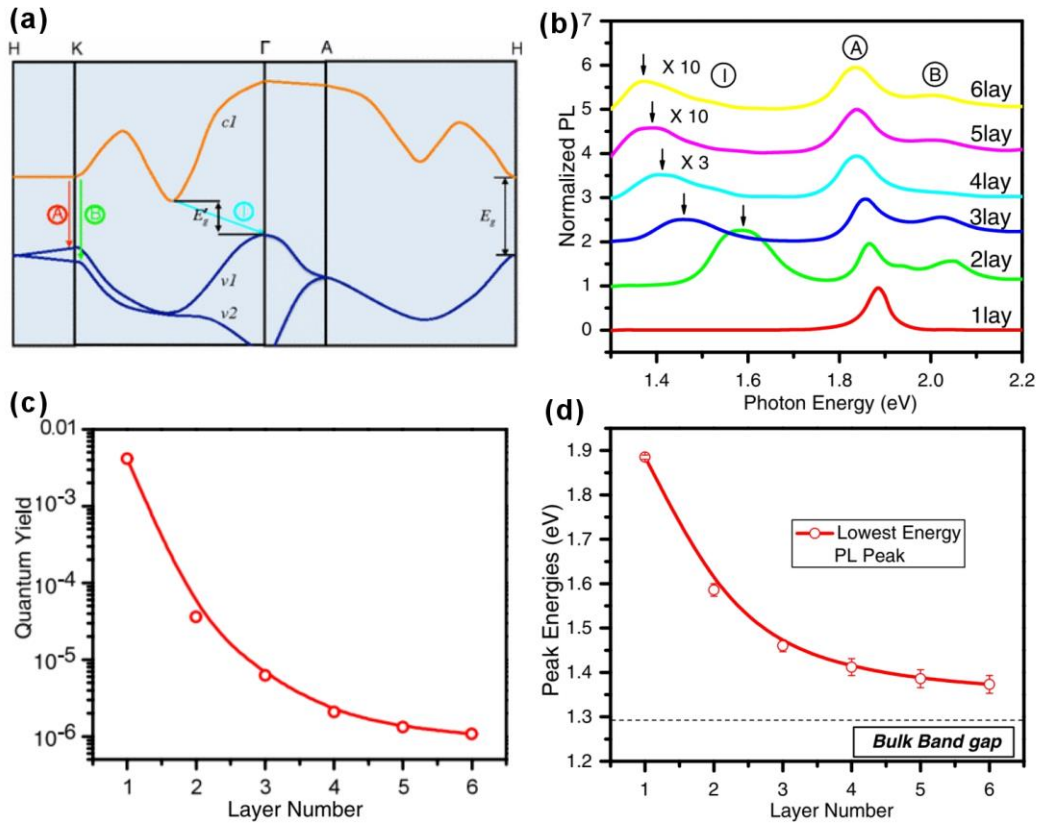 (a)
H K Γ A H
c1
A B E'g I Eg
v1
v2
(b)
Normalized PL
6
5
4
3
2
1
0
I A B
X 10
6lay
X 10
5lay
X 3
4lay
3lay
2lay
1lay
1.4 1.6 1.8 2.0 2.2
Photon Energy (eV)
(c)
Quantum Yield
0.01
10-3
10-4
10-5
10-6
1 2 3 4 5 6
Layer Number
(d)
Peak Energies (eV)
1.9
1.8
1.7
1.6
1.5
1.4
1.3
1.2
Lowest Energy
PL Peak
Bulk Band gap
1 2 3 4 5 6
Layer Number